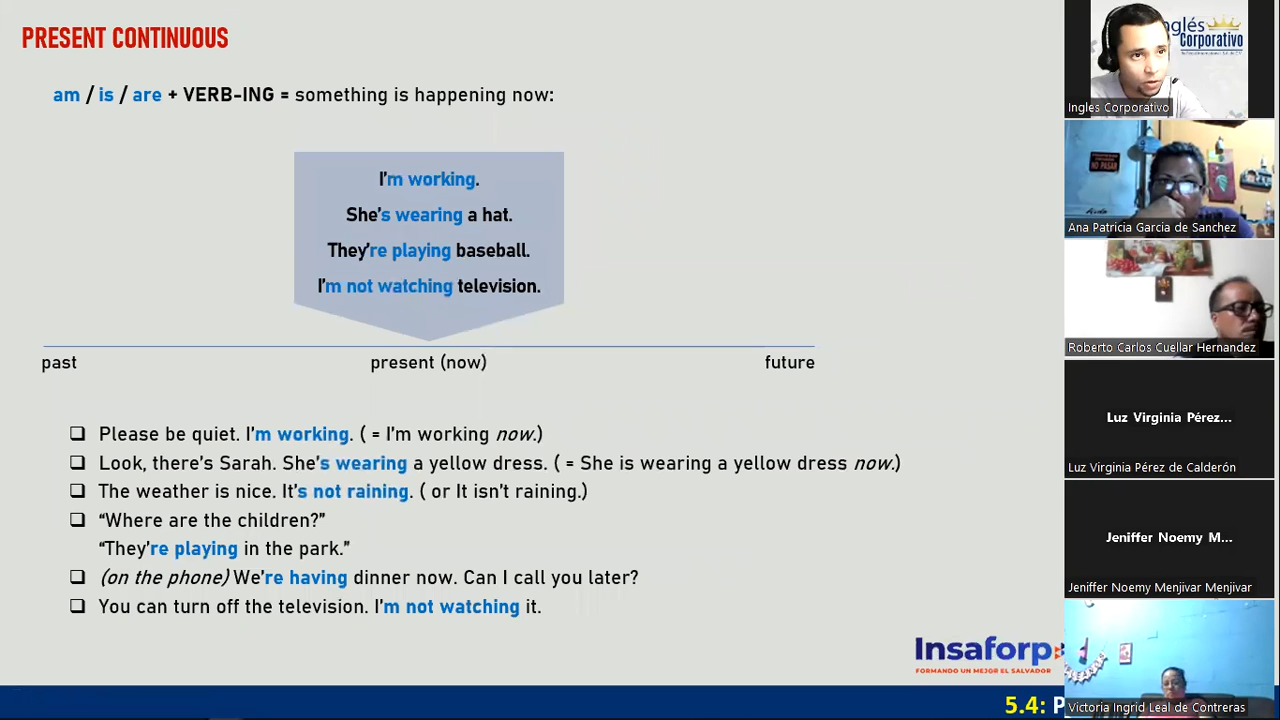 PRESENT CONTINUOUS
am / is / are + VERB-ING = something is happening now:
I'm working.
She's wearing a hat.
They're playing baseball.
I'm not watching television.
past
present (now)
future
❑ Please be quiet. I'm working. ( = I'm working now.)
❑ Look, there's Sarah. She's wearing a yellow dress. ( = She is wearing a yellow dress now.)
❑ The weather is nice. It's not raining. ( or It isn't raining.)
❑ “Where are the children?”
“They're playing in the park.”
❑ (on the phone) We're having dinner now. Can I call you later?
❑ You can turn off the television. I'm not watching it.
Insaforp
FORMANDO UN MEJOR EL SALVADOR
5.4: P
nglés
Corporativo
Ingles Corporativo
NO PASAR
Ana Patricia Garcia de Sanchez
Roberto Carlos Cuellar Hernandez
Luz Virginia Pérez...
Luz Virginia Pérez de Calderón
Jeniffer Noemy M...
Jeniffer Noemy Menjivar Menjivar
Victoria Ingrid Leal de Contreras